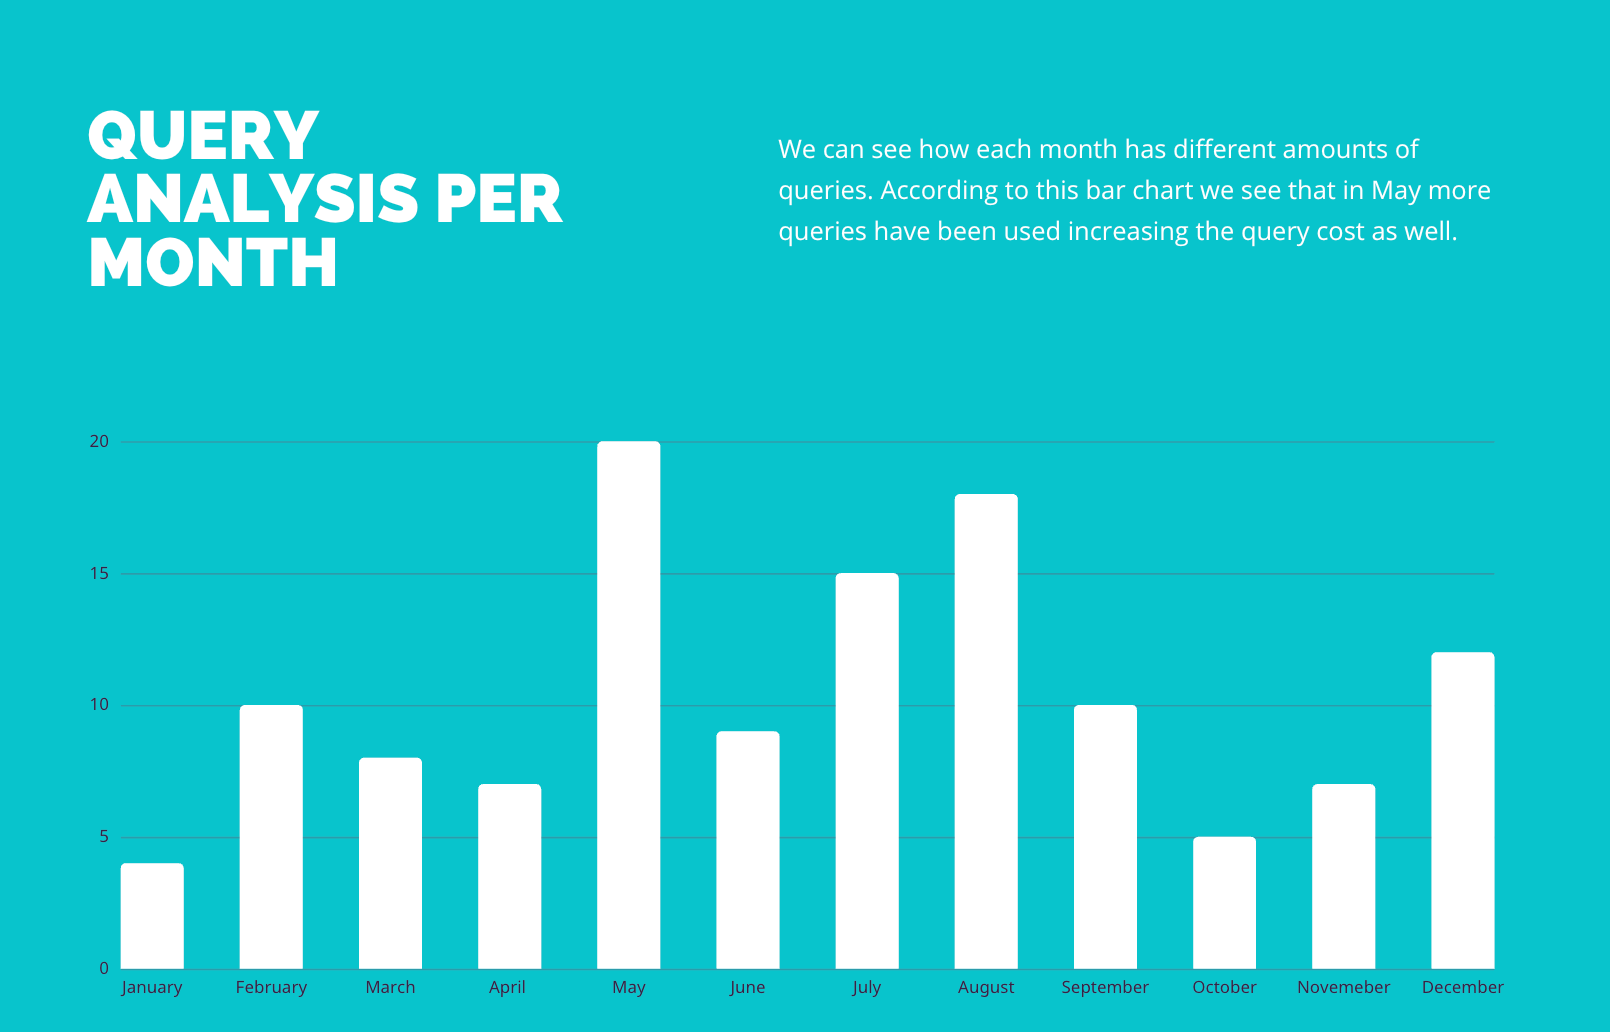 QUERY
ANALYSIS PER
MONTH
We can see how each month has different amounts of
queries. According to this bar chart we see that in May more
queries have been used increasing the query cost as well.
20
15
10
5
0
January February March April May June July August September October Novemeber December